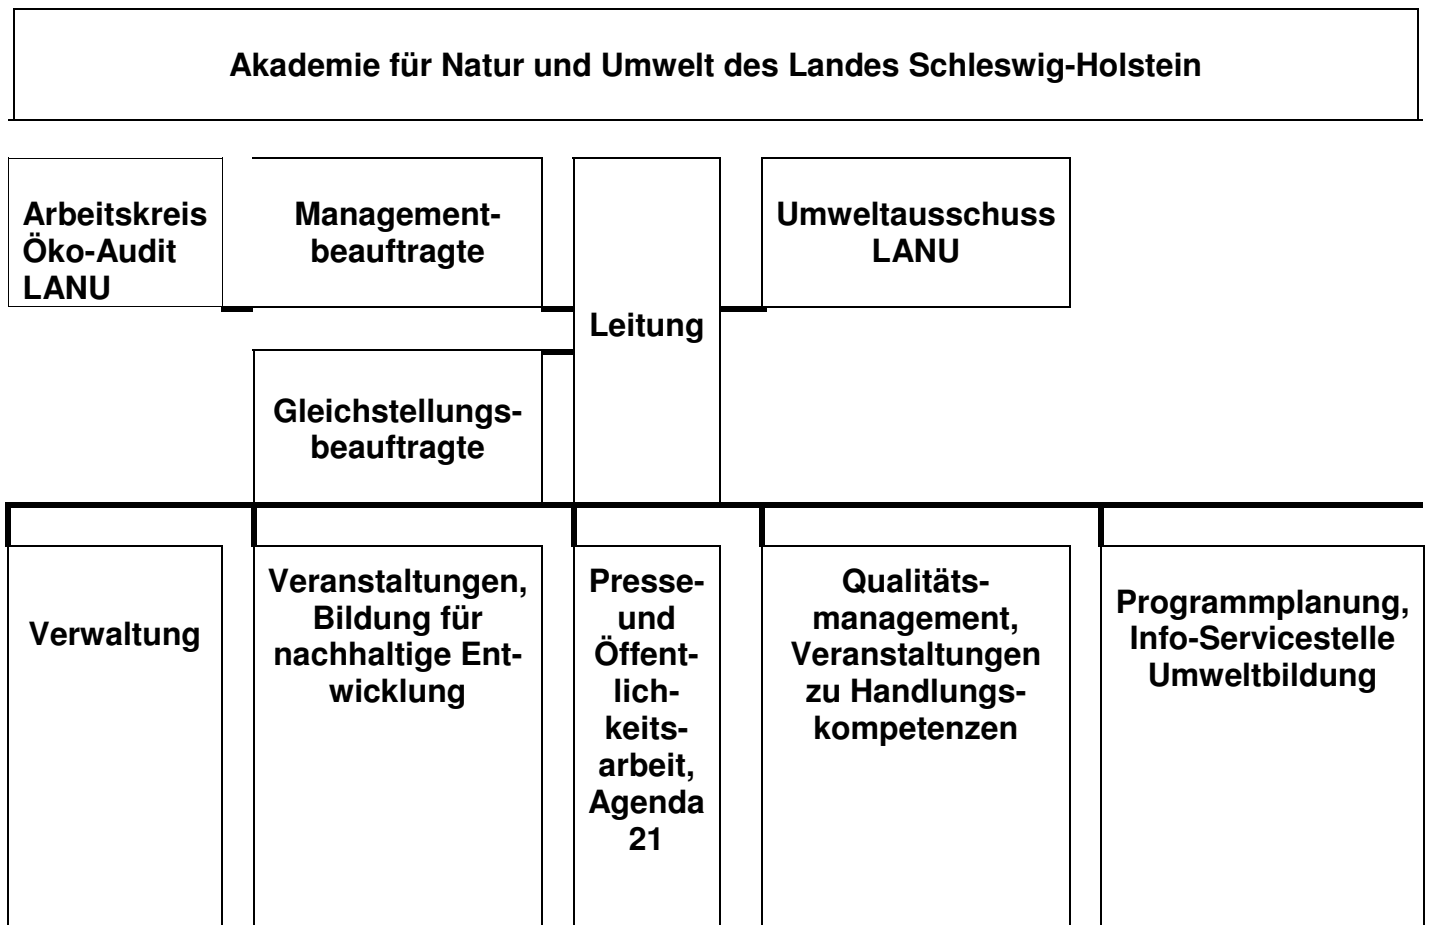 Akademie für Natur und Umwelt des Landes Schleswig-Holstein
Arbeitskreis
Öko-Audit
LANU
Management-
beauftragte
Leitung
Umweltausschuss
LANU
Gleichstellungs-
beauftragte
Verwaltung
Veranstaltungen,
Bildung für
nachhaltige Ent-
wicklung
Presse-
und
Öffent-
lich-
keits-
arbeit,
Agenda
21
Qualitäts-
management,
Veranstaltungen
zu Handlungs-
kompetenzen
Programmplanung,
Info-Servicestelle
Umweltbildung